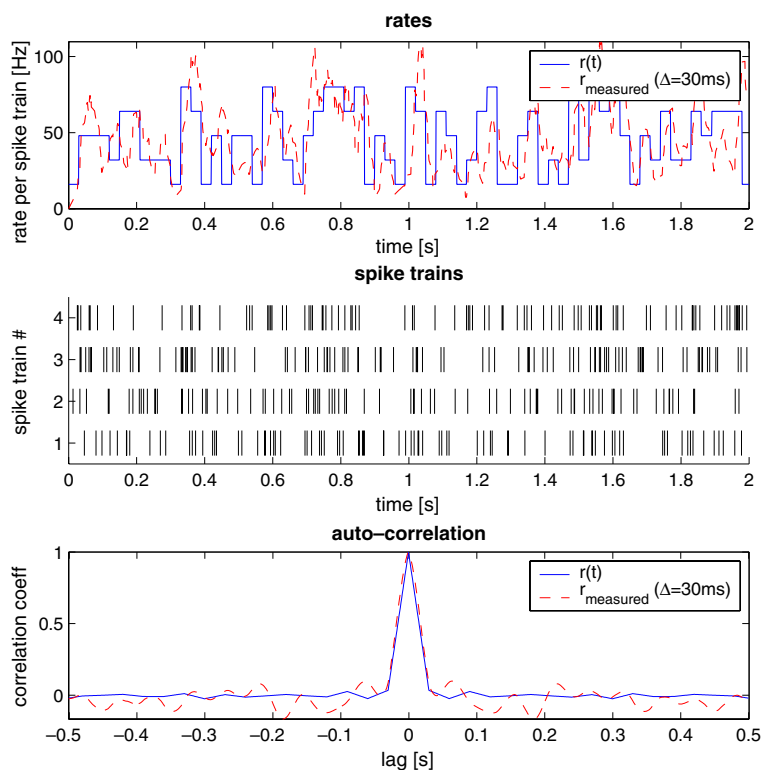 rates
rate per spike train [Hz]
100
50
0
r(t)
r_measured (Δ=30ms)
0 0.2 0.4 0.6 0.8 1 1.2 1.4 1.6 1.8 2
time [s]
spike trains
spike train #
4
3
2
1
0 0.2 0.4 0.6 0.8 1 1.2 1.4 1.6 1.8 2
time [s]
auto–correlation
correlation coeff
1
0.5
0
r(t)
r_measured (Δ=30ms)
–0.5 –0.4 –0.3 –0.2 –0.1 0 0.1 0.2 0.3 0.4 0.5
lag [s]